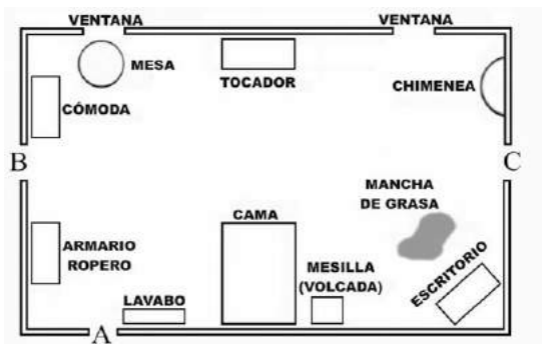 VENTANA
VENTANA
MESA
TOCADOR
CHIMENEA
CÓMODA
B
C
MANCHA
DE GRASA
CAMA
ARMARIO
ROPERO
MESILLA
(VOLCADA)
ESCRITORIO
LAVABO
A